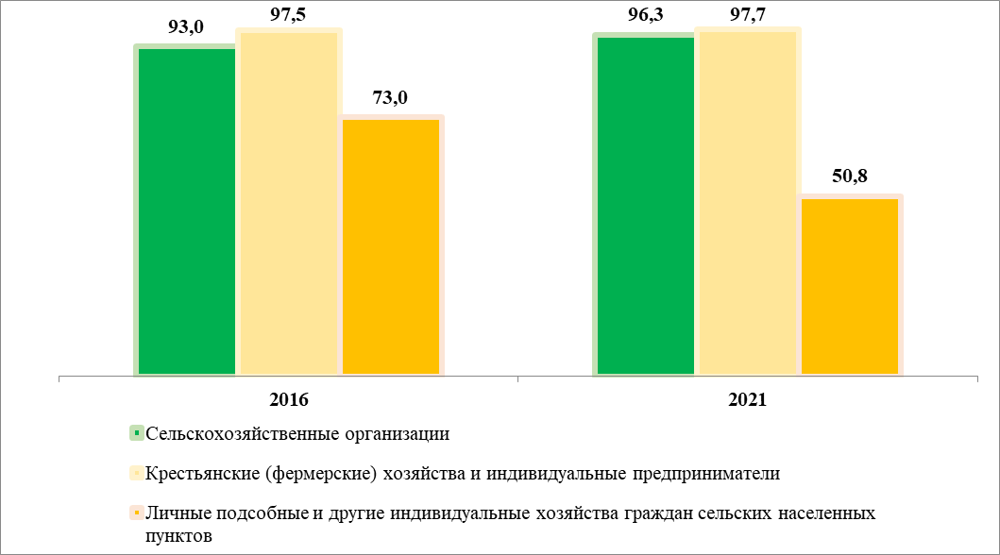 93,0
97,5
73,0
96,3
97,7
50,8
2016
2021
Сельскохозяйственные организации
Крестьянские (фермерские) хозяйства и индивидуальные предприниматели
Личные подсобные и другие индивидуальные хозяйства граждан сельских населенных
пунктов